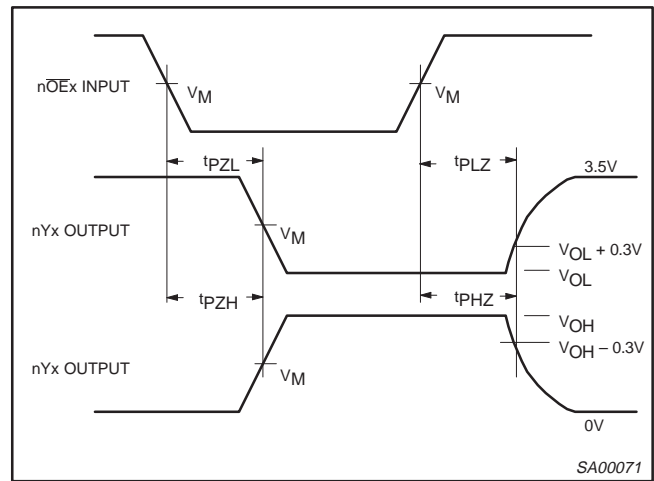 nOEx INPUT
VM
VM
tPZL
tPLZ
3.5V
nYx OUTPUT
VM
VOL + 0.3V
VOL
tPZH
tPHZ
VOH
VOH – 0.3V
nYx OUTPUT
VM
0V
SA00071